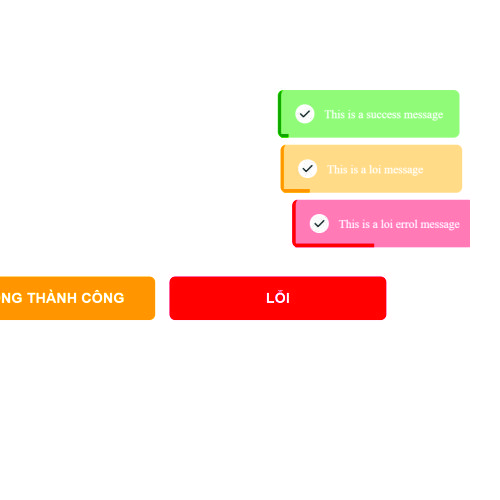 This is a success message
This is a loi message
This is a loi errol message
NG THÀNH CÔNG
LỖI